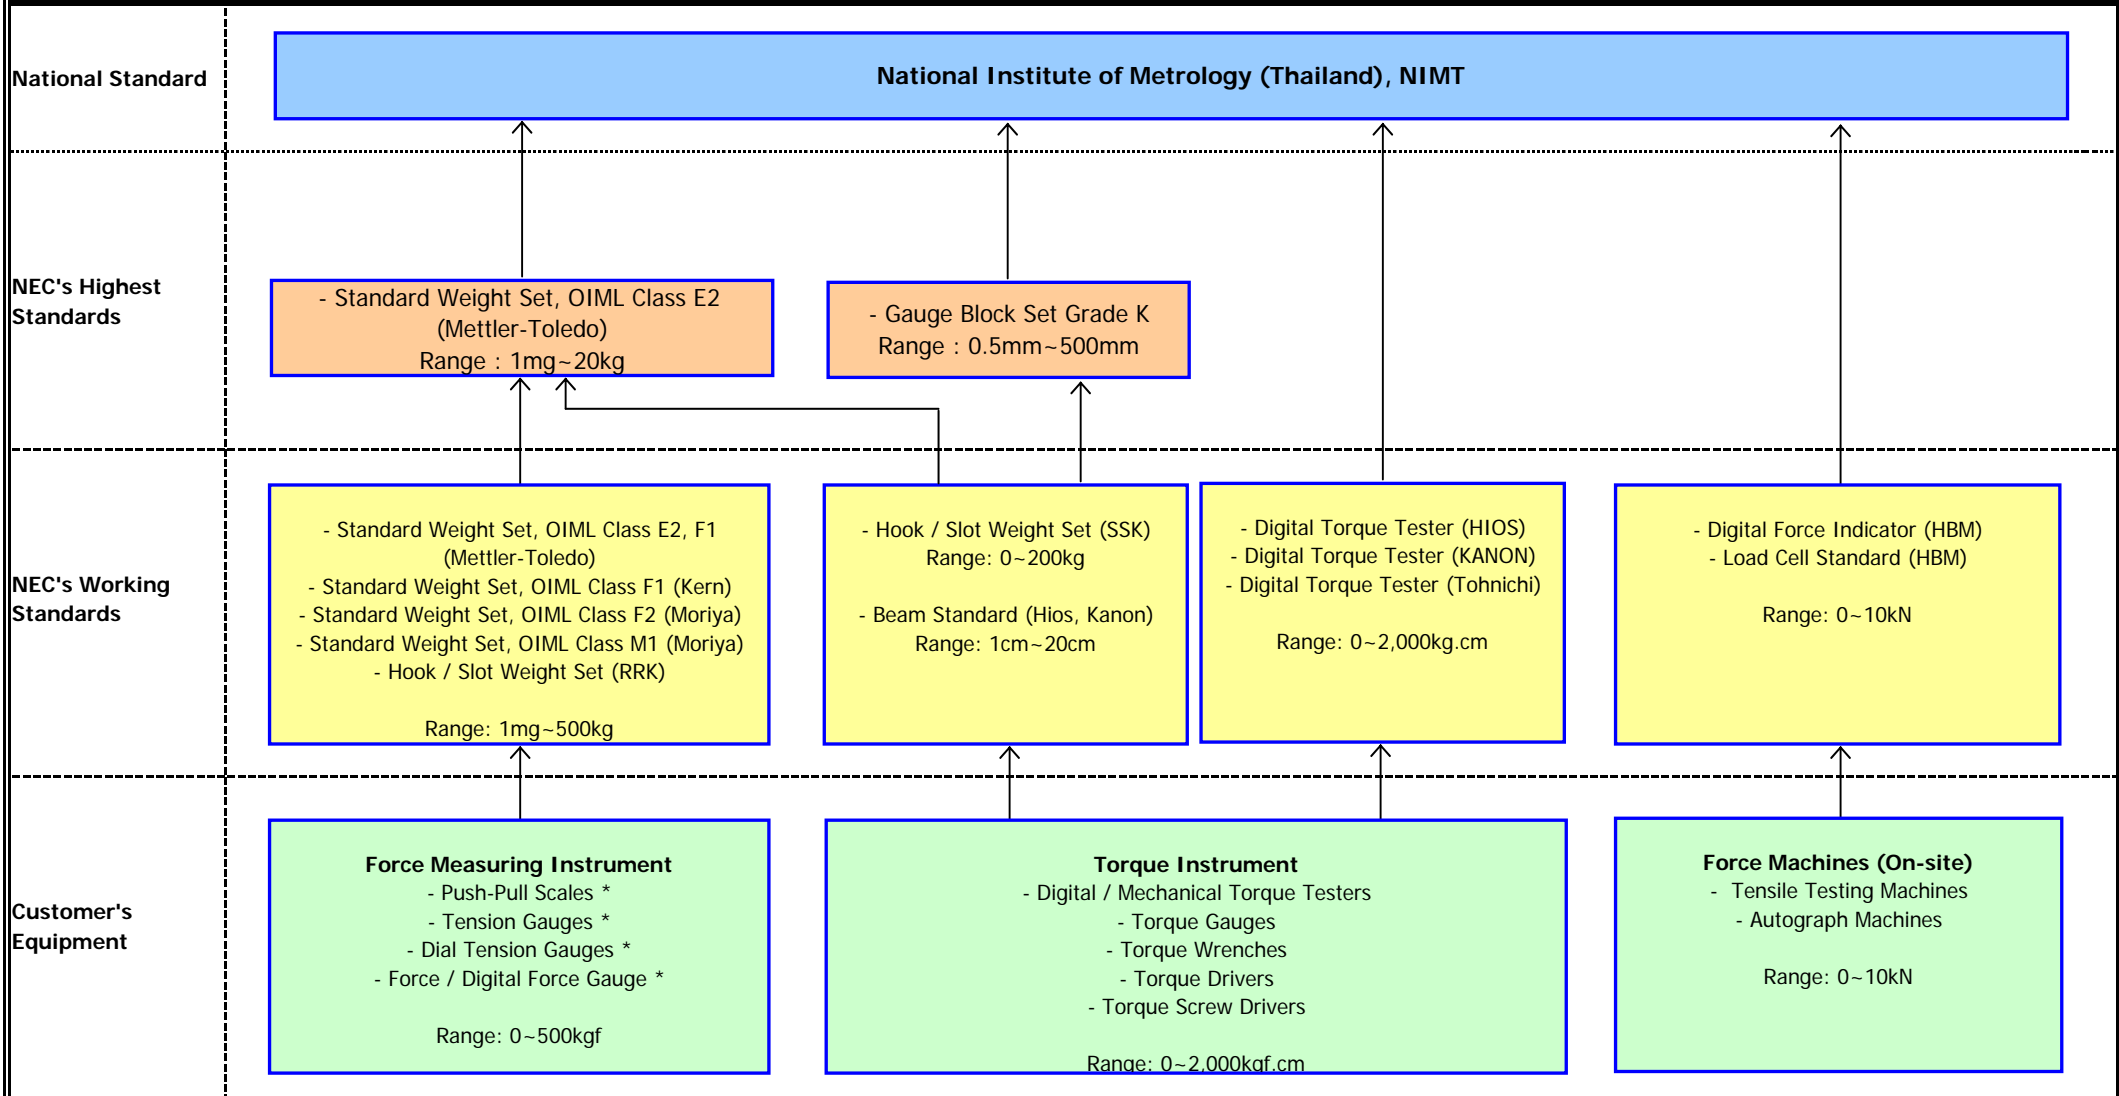 National Standard
National Institute of Metrology (Thailand), NIMT
NEC's Highest
Standards
- Standard Weight Set, OIML Class E2
(Mettler-Toledo)
Range : 1mg~20kg
- Gauge Block Set Grade K
Range : 0.5mm~500mm
NEC's Working
Standards
- Standard Weight Set, OIML Class E2, F1
(Mettler-Toledo)
- Standard Weight Set, OIML Class F1 (Kern)
- Standard Weight Set, OIML Class F2 (Moriya)
- Standard Weight Set, OIML Class M1 (Moriya)
- Hook / Slot Weight Set (RRK)
Range: 1mg~500kg
- Hook / Slot Weight Set (SSK)
Range: 0~200kg
- Beam Standard (Hios, Kanon)
Range: 1cm~20cm
- Digital Torque Tester (HIOS)
- Digital Torque Tester (KANON)
- Digital Torque Tester (Tohnichi)
Range: 0~2,000kg.cm
- Digital Force Indicator (HBM)
- Load Cell Standard (HBM)
Range: 0~10kN
Customer's
Equipment
Force Measuring Instrument
- Push-Pull Scales *
- Tension Gauges *
- Dial Tension Gauges *
- Force / Digital Force Gauge *
Range: 0~500kgf
Torque Instrument
- Digital / Mechanical Torque Testers
- Torque Gauges
- Torque Wrenches
- Torque Drivers
- Torque Screw Drivers
Range: 0~2,000kgf.cm
Force Machines (On-site)
- Tensile Testing Machines
- Autograph Machines
Range: 0~10kN